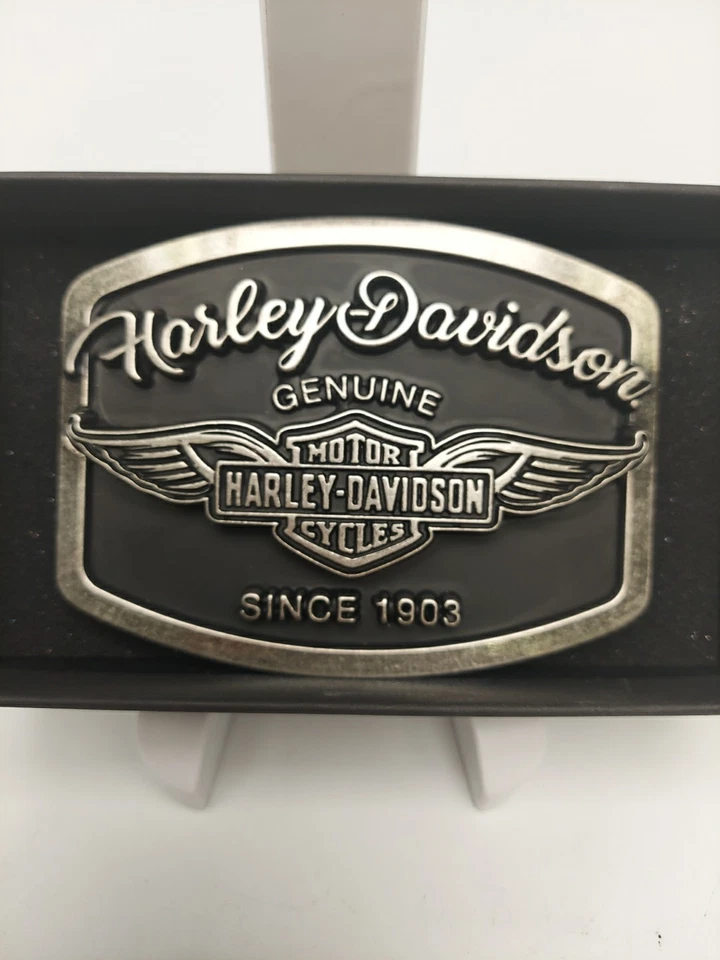 Harley-Davidson
GENUINE
MOTOR
HARLEY-DAVIDSON
CYCLES
SINCE 1903